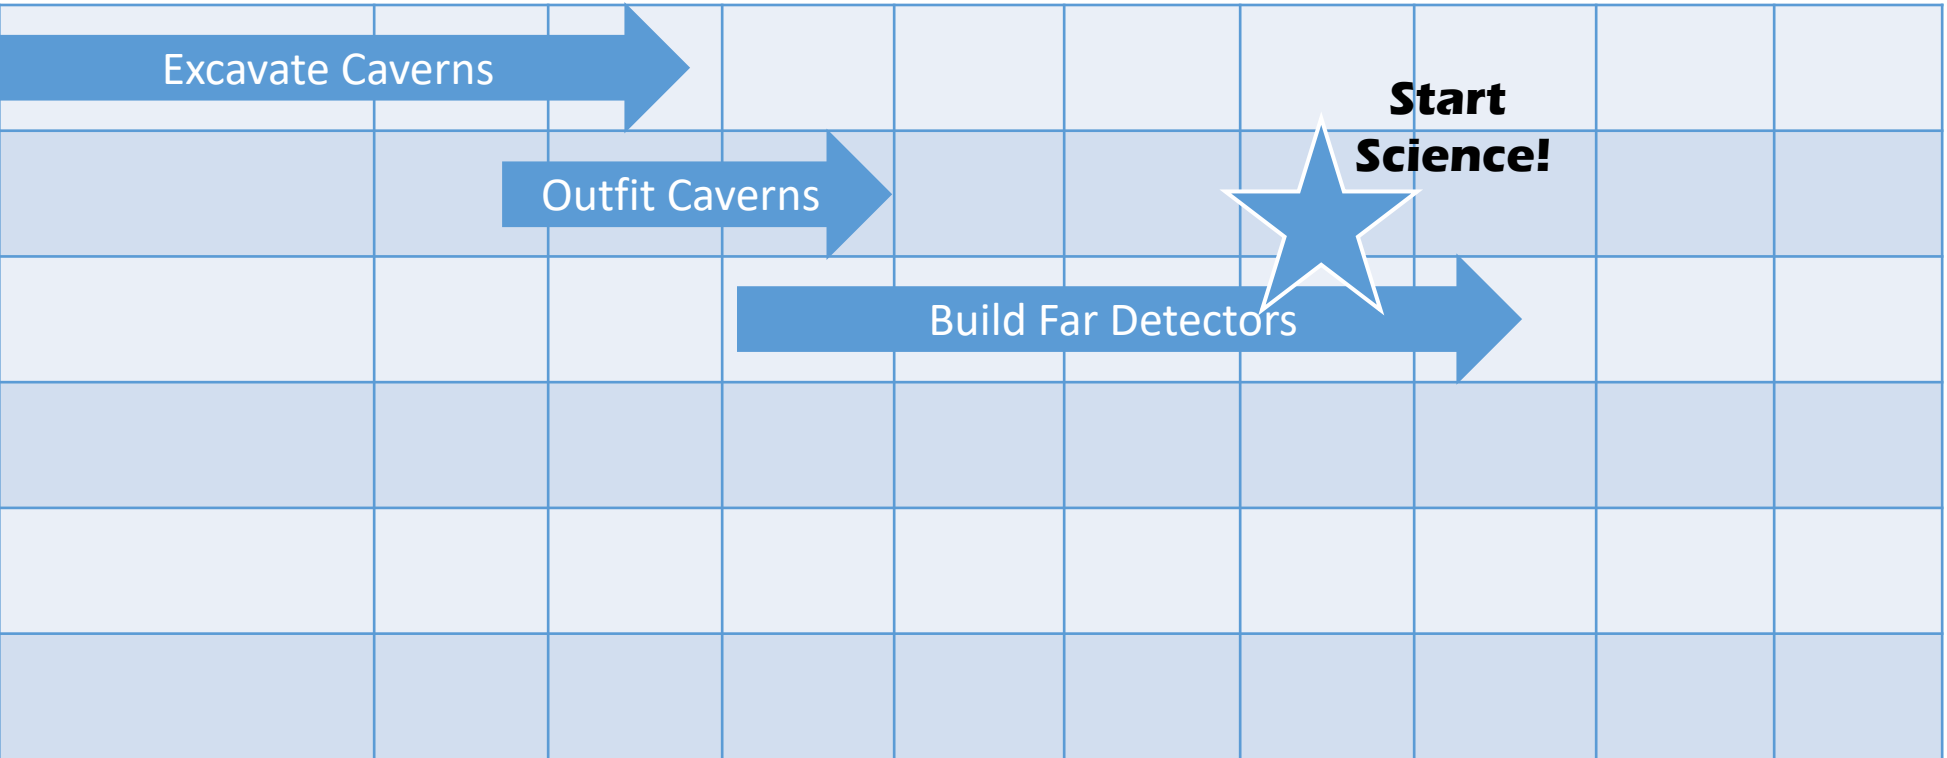 Excavate Caverns
Start
Science!
Outfit Caverns
Build Far Detectors